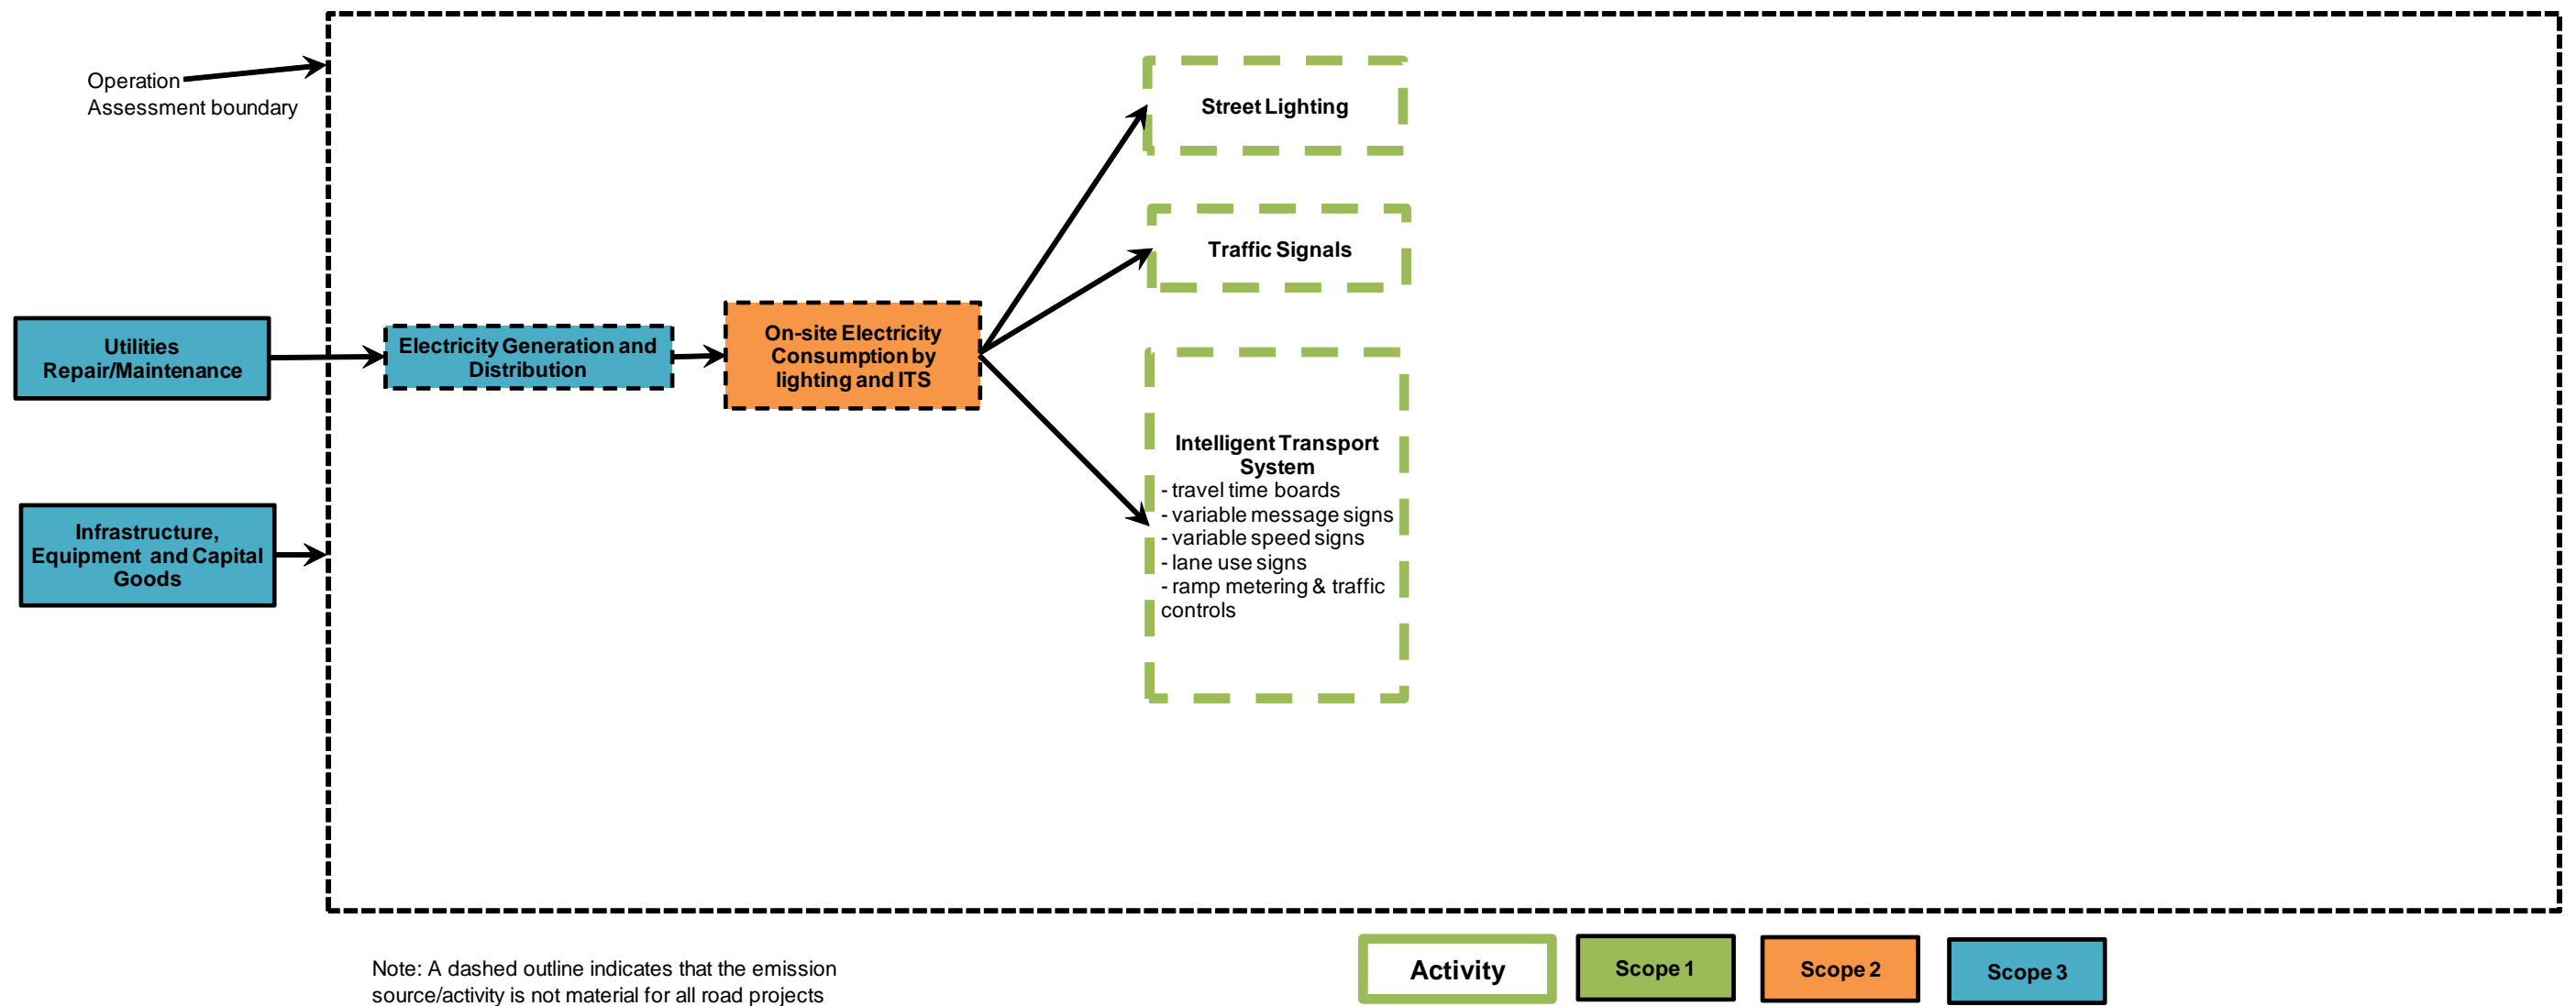 Operation
Assessment boundary
Street Lighting
Traffic Signals
Utilities
Repair/Maintenance
Electricity Generation and
Distribution
On-site Electricity
Consumption by
lighting and ITS
Intelligent Transport
System
- travel time boards
- variable message signs
- variable speed signs
- lane use signs
- ramp metering & traffic
controls
Infrastructure,
Equipment and Capital
Goods
Note: A dashed outline indicates that the emission
source/activity is not material for all road projects
Activity
Scope 1
Scope 2
Scope 3